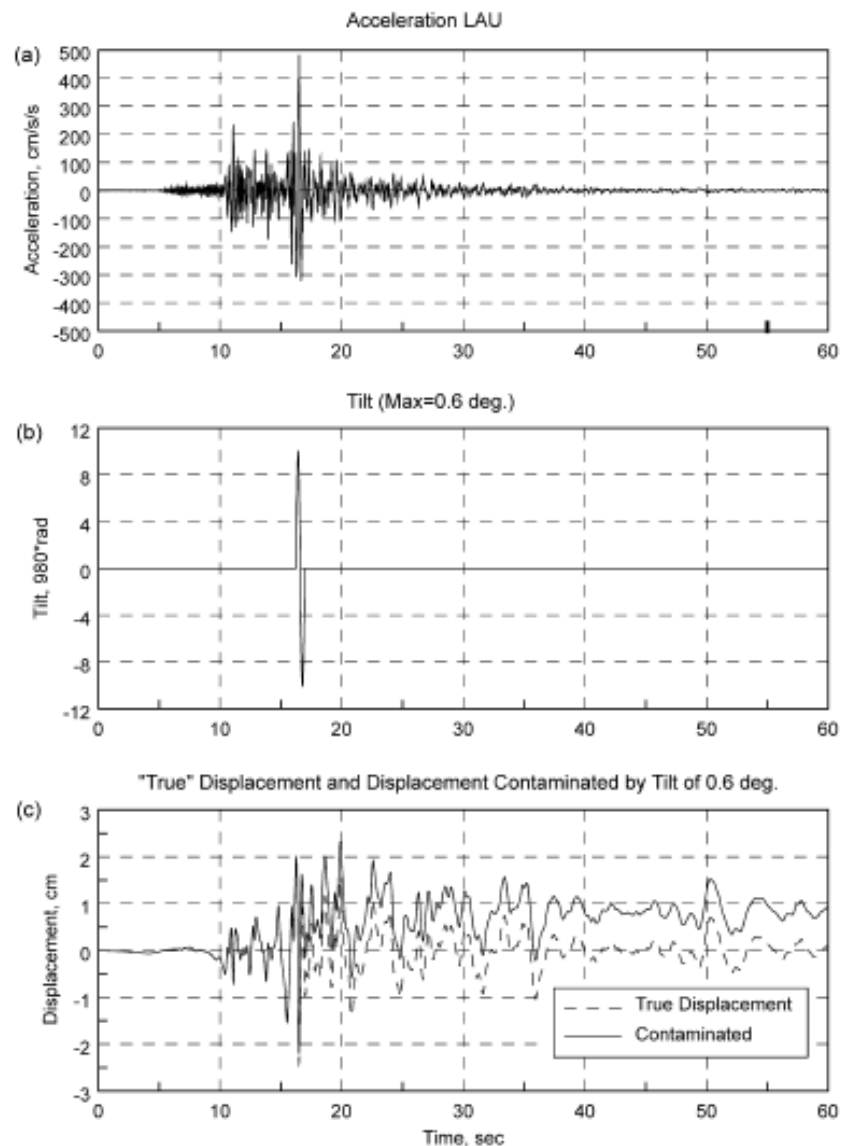 Acceleration LAU
(a)
500
400
300
200
100
0
-100
-200
-300
-400
-500
Acceleration, cm/s/s
0 10 20 30 40 50 60
Tilt (Max=0.6 deg.)
(b)
12
8
4
0
-4
-8
-12
Tilt, 980*rad
0 10 20 30 40 50 60
"True" Displacement and Displacement Contaminated by Tilt of 0.6 deg.
(c)
3
2
1
0
-1
-2
-3
Displacement, cm
True Displacement
Contaminated
0 10 20 30 40 50 60
Time, sec